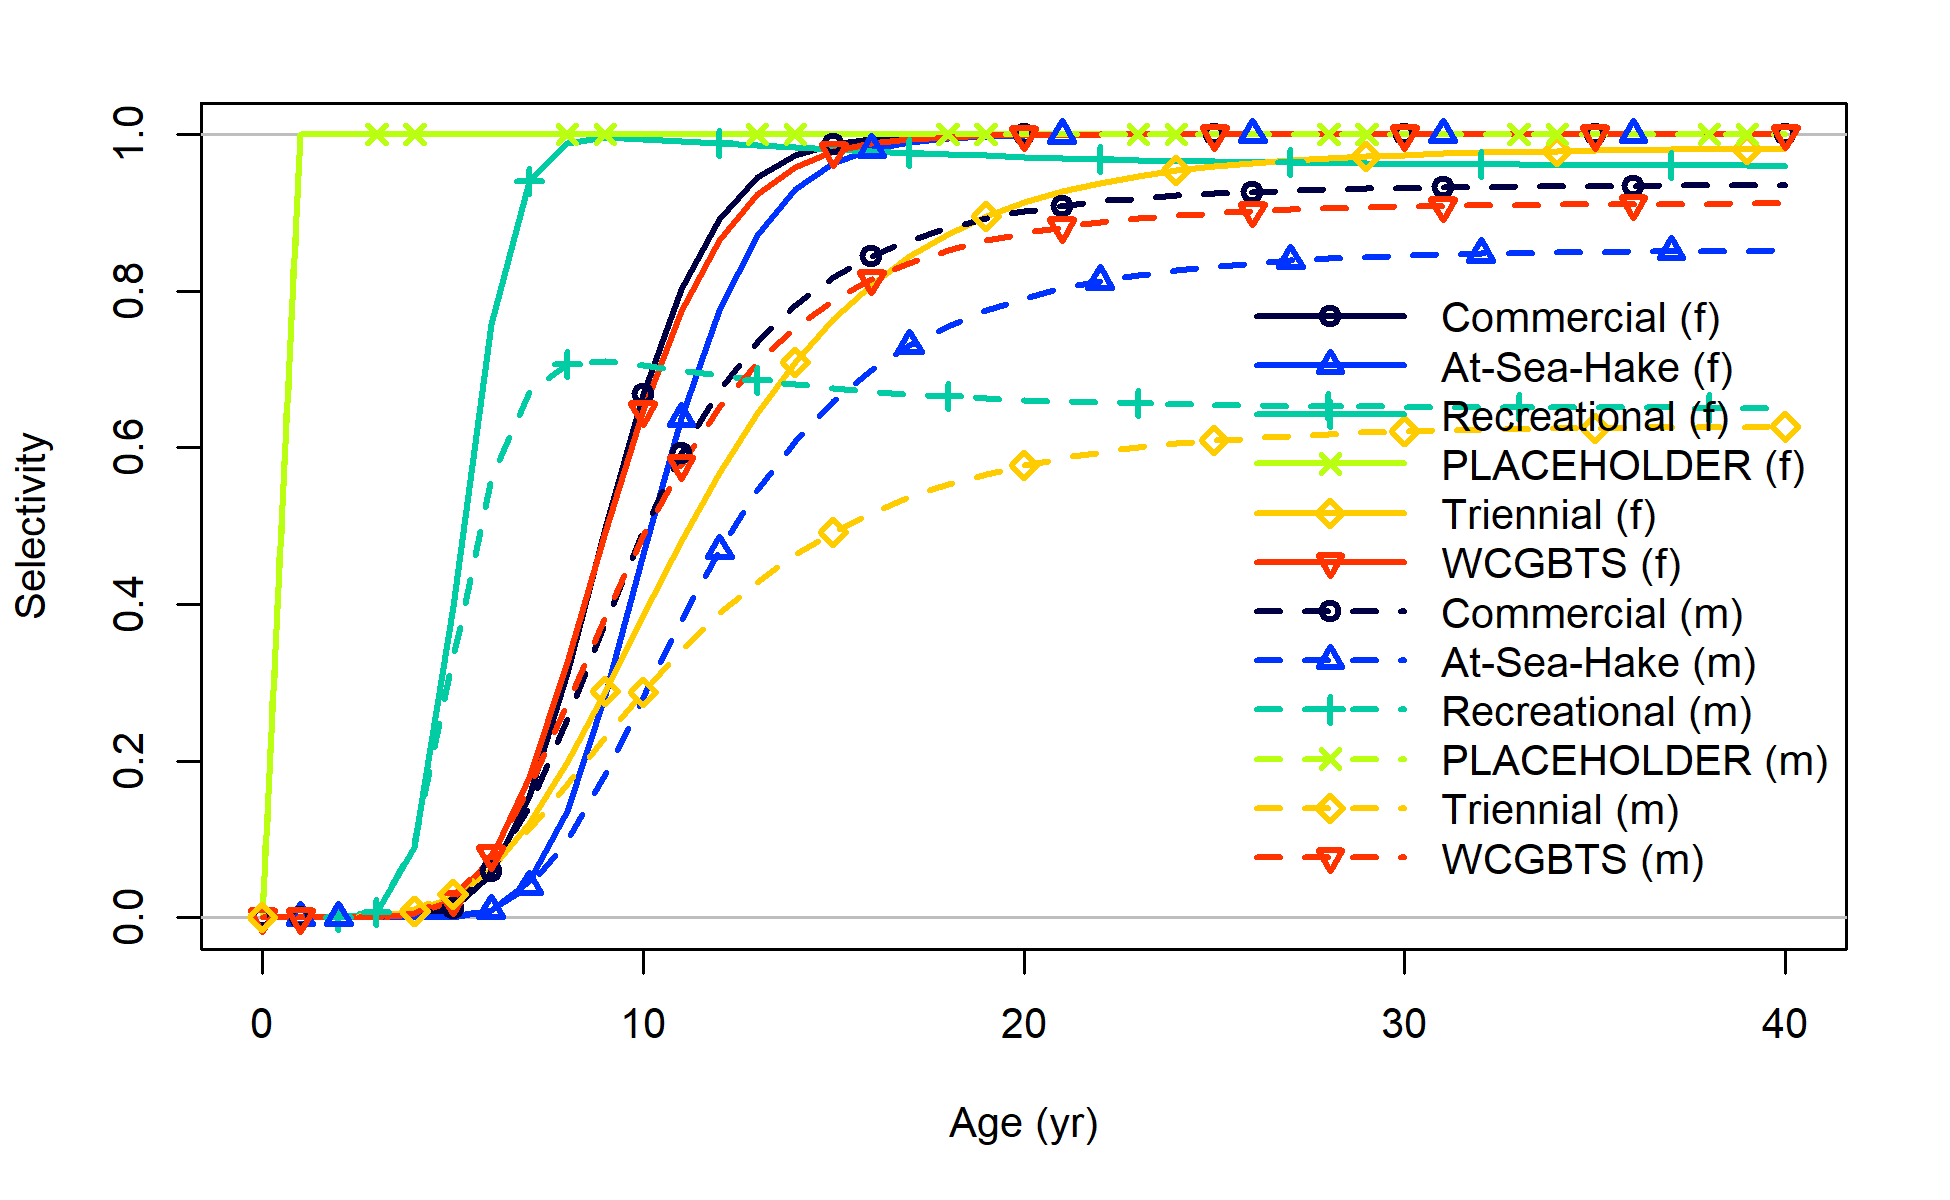 Selectivity
1.0
0.8
0.6
0.4
0.2
0.0
Commercial (f)
At-Sea-Hake (f)
Recreational (f)
PLACEHOLDER (f)
Triennial (f)
WCGBTS (f)
Commercial (m)
At-Sea-Hake (m)
Recreational (m)
PLACEHOLDER (m)
Triennial (m)
WCGBTS (m)
0 10 20 30 40
Age (yr)